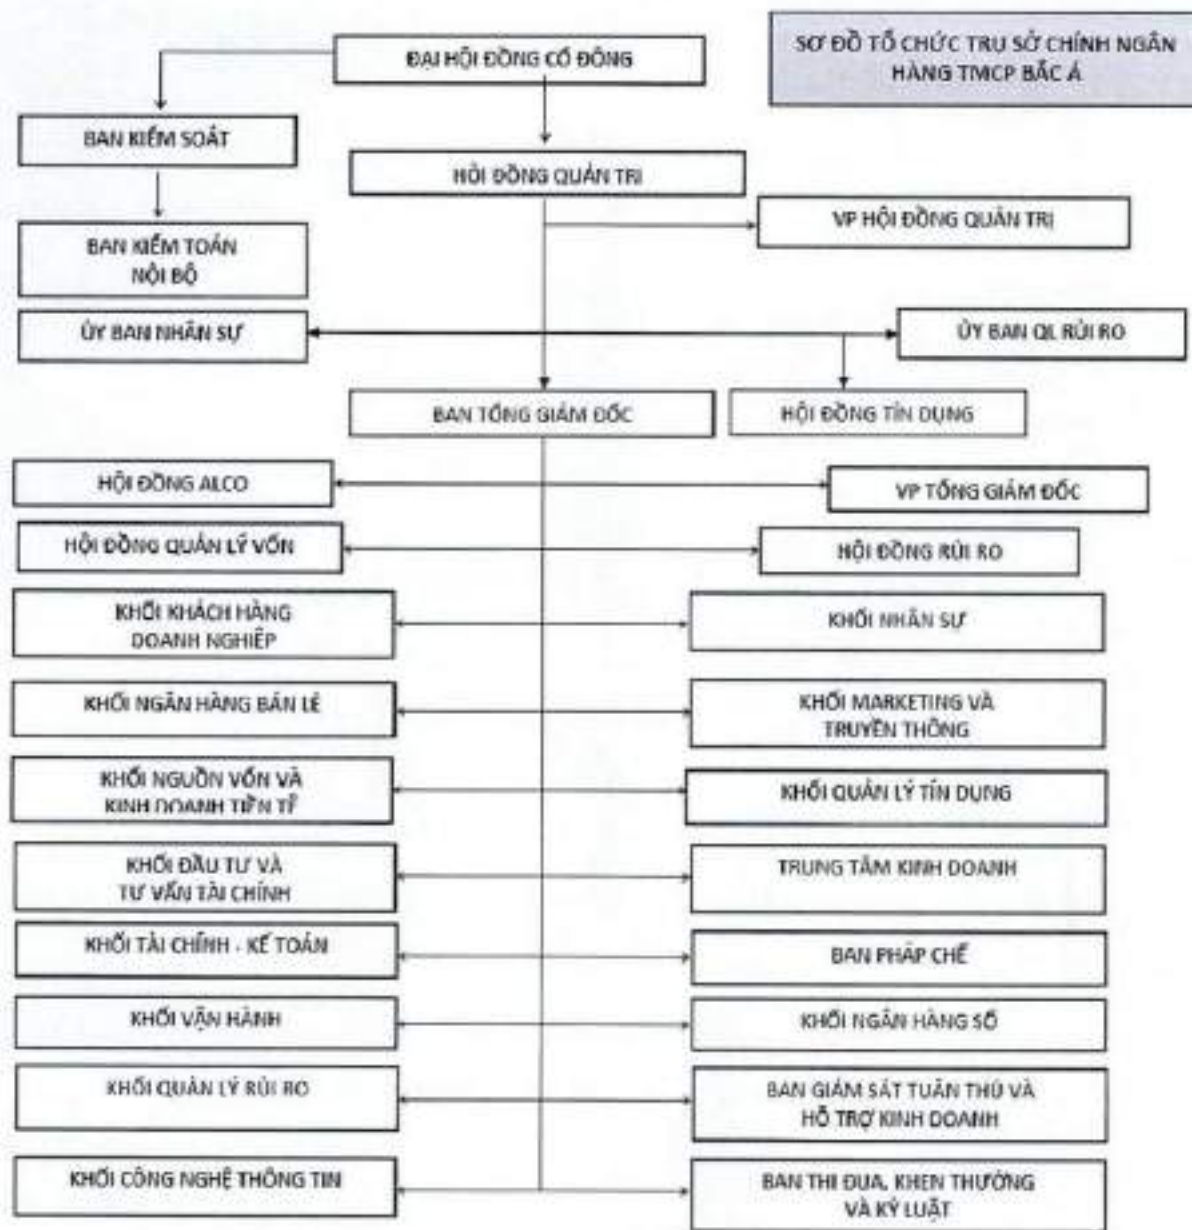 SƠ ĐỒ TỔ CHỨC TRỤ SỞ CHÍNH NGÂN
HÀNG TMCP BẮC Á
ĐẠI HỘI ĐỒNG CỔ ĐÔNG
BAN KIỂM SOÁT
HỘI ĐỒNG QUẢN TRỊ
VP HỘI ĐỒNG QUẢN TRỊ
BAN KIỂM TOÁN
NỘI BỘ
ỦY BAN NHÂN SỰ
ỦY BAN QL RỦI RO
BAN TỔNG GIÁM ĐỐC
HỘI ĐỒNG TÍN DỤNG
HỘI ĐỒNG ALCO
VP TỔNG GIÁM ĐỐC
HỘI ĐỒNG QUẢN LÝ VỐN
HỘI ĐỒNG RỦI RO
KHỐI KHÁCH HÀNG
DOANH NGHIỆP
KHỐI NHÂN SỰ
KHỐI NGÂN HÀNG BÁN LẺ
KHỐI MARKETING VÀ
TRUYỀN THÔNG
KHỐI NGUỒN VỐN VÀ
KINH DOANH TIỀN TỆ
KHỐI QUẢN LÝ TÍN DỤNG
KHỐI ĐẦU TƯ VÀ
TƯ VẤN TÀI CHÍNH
TRUNG TÂM KINH DOANH
KHỐI TÀI CHÍNH - KẾ TOÁN
BAN PHÁP CHẾ
KHỐI VẬN HÀNH
KHỐI NGÂN HÀNG SỐ
KHỐI QUẢN LÝ RỦI RO
BAN GIÁM SÁT TUÂN THỦ VÀ
HỖ TRỢ KINH DOANH
KHỐI CÔNG NGHỆ THÔNG TIN
BAN THI ĐUA, KHEN THƯỞNG
VÀ KỶ LUẬT